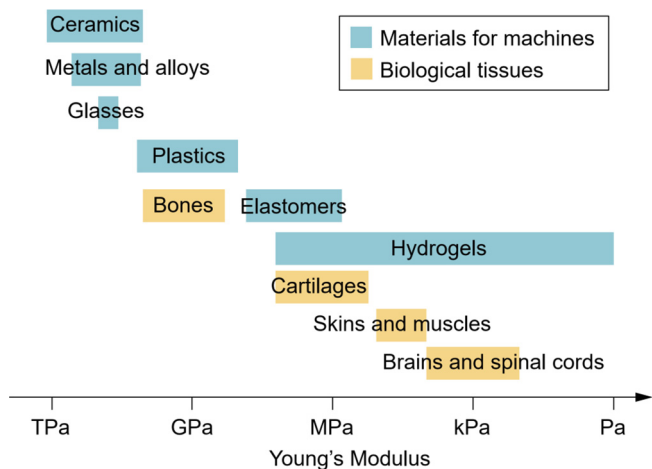 Ceramics
Materials for machines
Metals and alloys
Biological tissues
Glasses
Plastics
Bones
Elastomers
Hydrogels
Cartilages
Skins and muscles
Brains and spinal cords
TPa
GPa
MPa
kPa
Pa
Young's Modulus